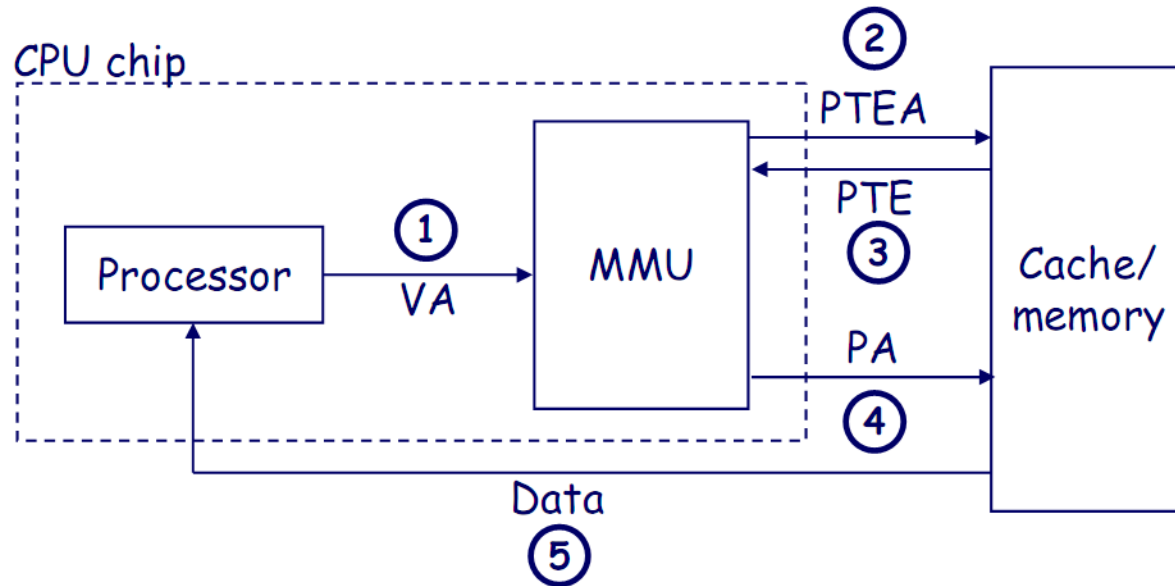 CPU chip
2
PTEA
PTE
3
1
VA
Processor
MMU
Cache/
memory
PA
4
Data
5